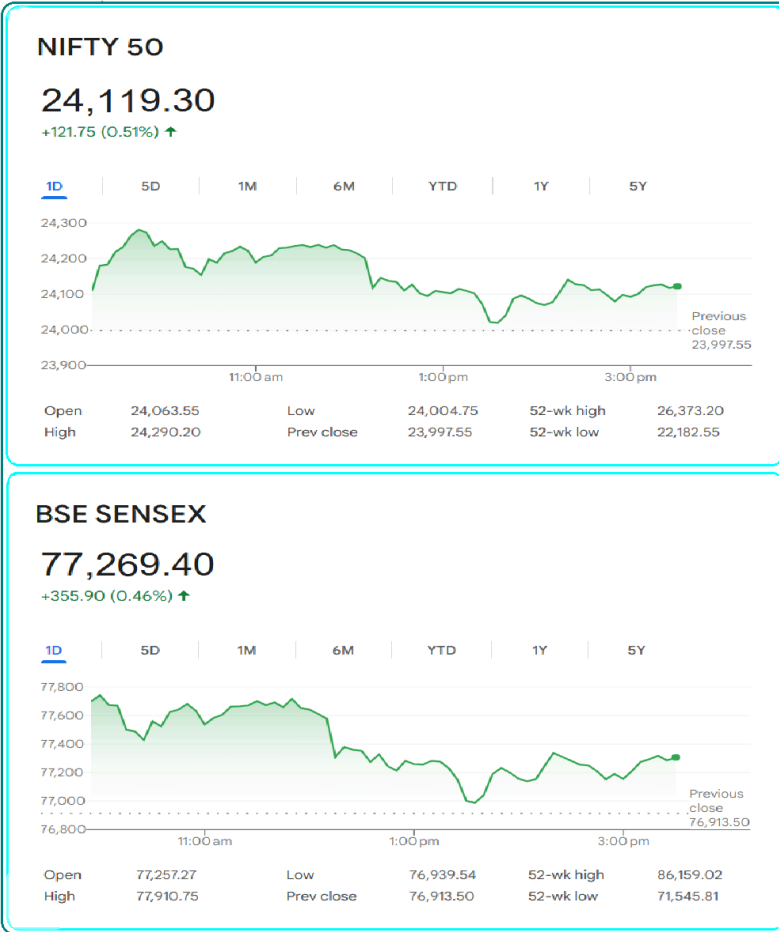 NIFTY 50
24,119.30
+121.75 (0.51%) ↑
1D 5D 1M 6M YTD 1Y 5Y
24,300
24,200
24,100
24,000
23,900
Previous
close
23,997.55
11:00 am 1:00 pm 3:00 pm
Open 24,063.55 Low 24,004.75 52-wk high 26,373.20
High 24,290.20 Prev close 23,997.55 52-wk low 22,182.55
BSE SENSEX
77,269.40
+355.90 (0.46%) ↑
1D 5D 1M 6M YTD 1Y 5Y
77,800
77,600
77,400
77,200
77,000
76,800
Previous
close
76,913.50
11:00 am 1:00 pm 3:00 pm
Open 77,257.27 Low 76,939.54 52-wk high 86,159.02
High 77,910.75 Prev close 76,913.50 52-wk low 71,545.81